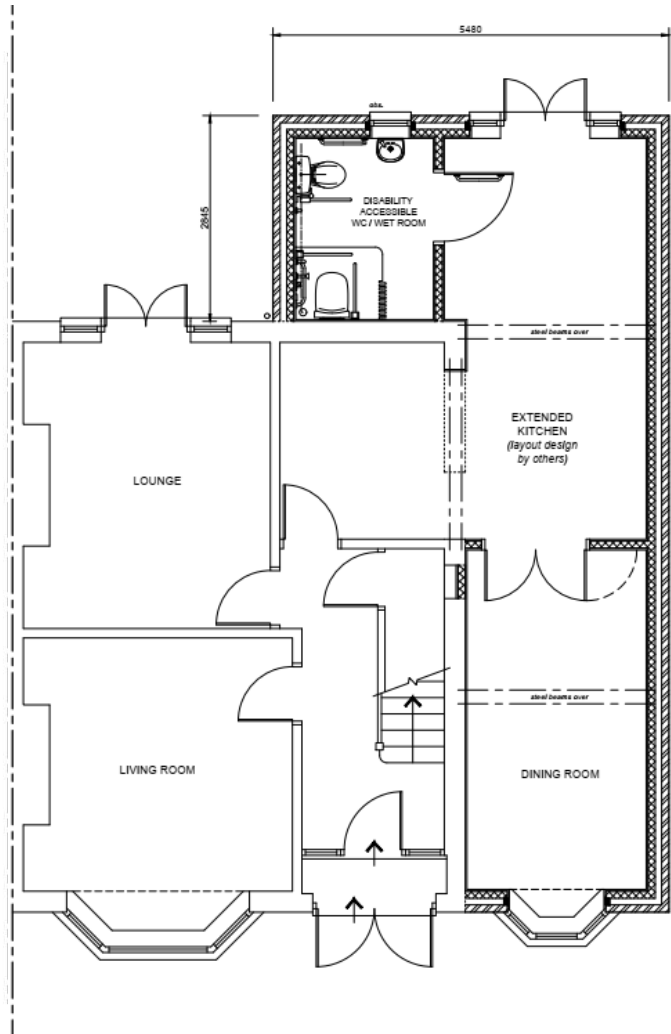 5480
obs.
2845
DISABILITY
ACCESSIBLE
WC / WET ROOM
steel beams over
EXTENDED
KITCHEN
(layout design
by others)
LOUNGE
steel beams over
LIVING ROOM
DINING ROOM